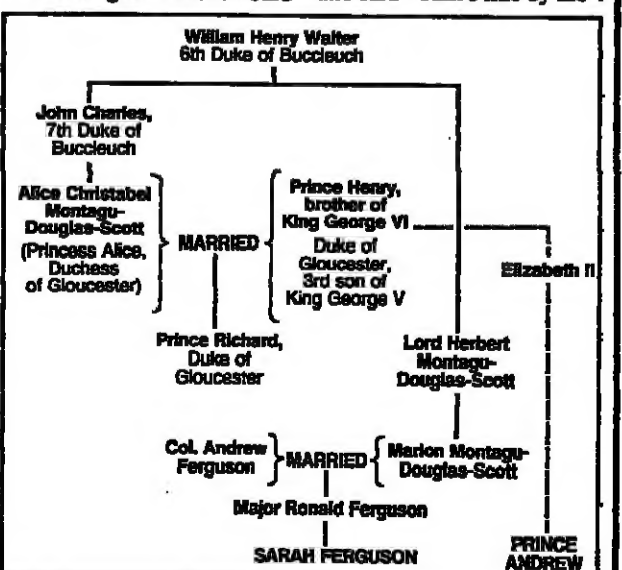 William Henry Walter
6th Duke of Buccleuch
John Charles,
7th Duke of
Buccleuch
Alice Christabel
Montagu-
Douglas-Scott
(Princess Alice,
Duchess
of Gloucester)
MARRIED
Prince Henry,
brother of
King George VI
Duke of
Gloucester,
3rd son of
King George V
Elizabeth II
Prince Richard,
Duke of
Gloucester
Lord Herbert
Montagu-
Douglas-Scott
Col. Andrew
Ferguson
MARRIED
Marion Montagu-
Douglas-Scott
Major Ronald Ferguson
SARAH FERGUSON
PRINCE
ANDREW